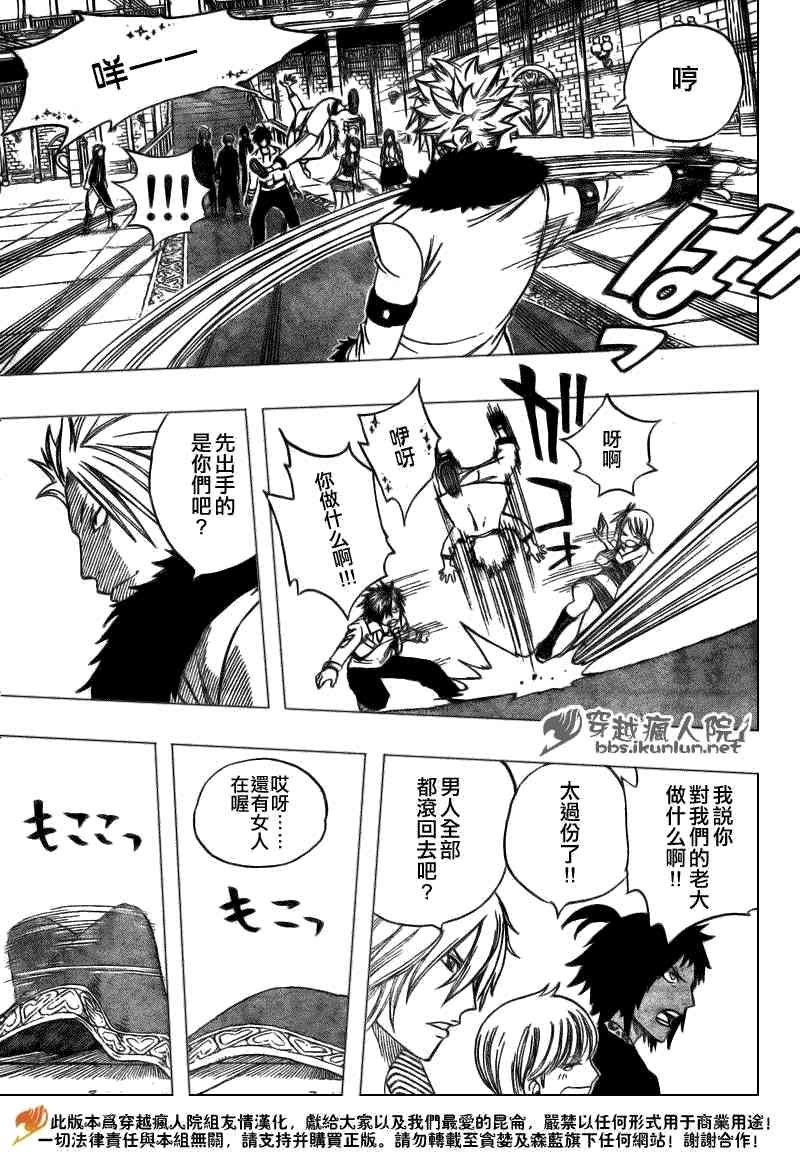 哼
咩一一
!!!
ばっ
呀啊
咿呀
你做什么啊!!!
ガコ
先出手的
是你們吧？
穿越瘋人院
bbs.ikunlun.net
我説你
對我們的老大
做什么啊!!
太過份了!!
男人全部
都滾回去吧？
哎呀……
還有女人
在喔
もこっ
もここっ
此版本爲穿越瘋人院組友情漢化，獻給大家以及我們最愛的昆侖，嚴禁以任何形式用于商業用途！
一切法律責任與本組無關，請支持并購買正版。請勿轉載至貪婪及森藍旗下任何網站！謝謝合作！